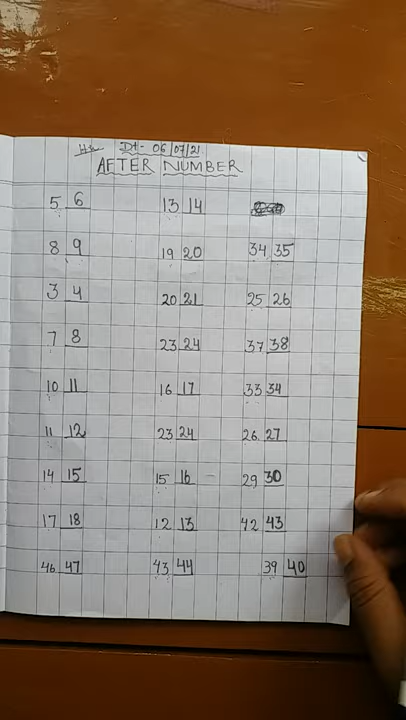 Hw Dt- 06/07/21
AFTER NUMBER
5 6 13 14
8 9 19 20 34 35
3 4 20 21 25 26
7 8 23 24 37 38
10 11 16 17 33 34
11 12 23 24 26 27
14 15 15 16 29 30
17 18 12 13 42 43
46 47 43 44 39 40